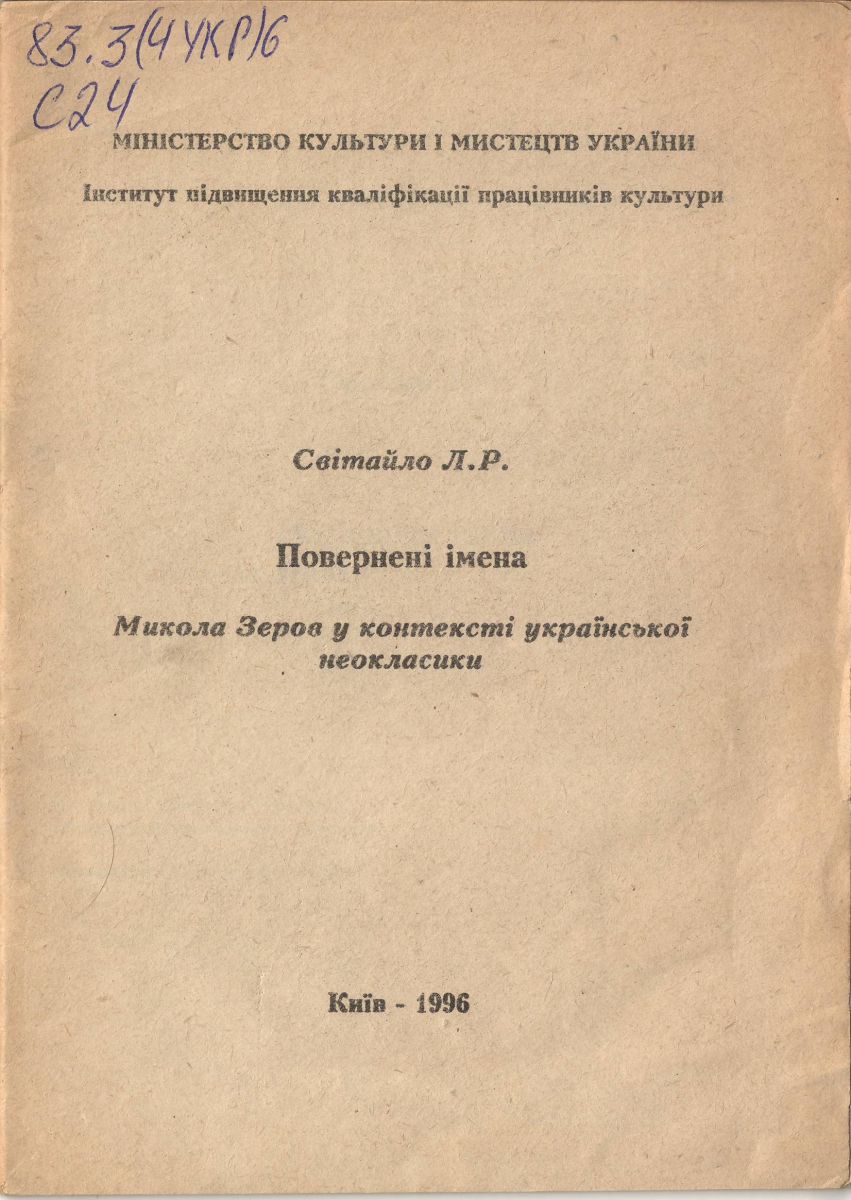 83.3(4УКР)6
С24
МІНІСТЕРСТВО КУЛЬТУРИ І МИСТЕЦТВ УКРАЇНИ
Інститут підвищення кваліфікації працівників культури
Світайло Л.Р.
Повернені імена
Микола Зеров у контексті української
неокласики
Київ - 1996